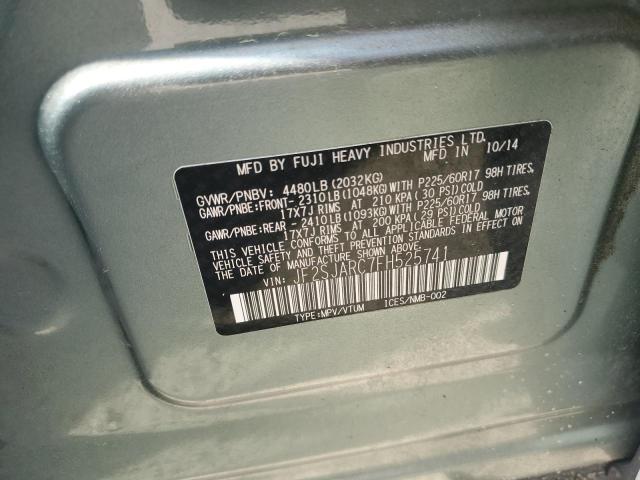 MFD BY FUJI HEAVY INDUSTRIES LTD.
MFD IN 10/14
GVWR/PNBV: 4480LB(2032KG)
GAWR/PNBE:FRONT- 2310LB(1048KG)WITH P225/60R17 98H TIRES,
17X7J RIMS AT 210 KPA(30 PSI)COLD
GAWR/PNBE:REAR - 2410LB(1093KG)WITH P225/60R17 98H TIRES,
17X7J RIMS AT 200 KPA(29 PSI)COLD
THIS VEHICLE CONFORMS TO ALL APPLICABLE FEDERAL MOTOR
VEHICLE SAFETY AND THEFT PREVENTION STANDARDS IN EFFECT
ON THE DATE OF MANUFACTURE SHOWN ABOVE.
VIN: JF2SJARC7FH525741
TYPE:MPV/VTUM ICES/NMB-002